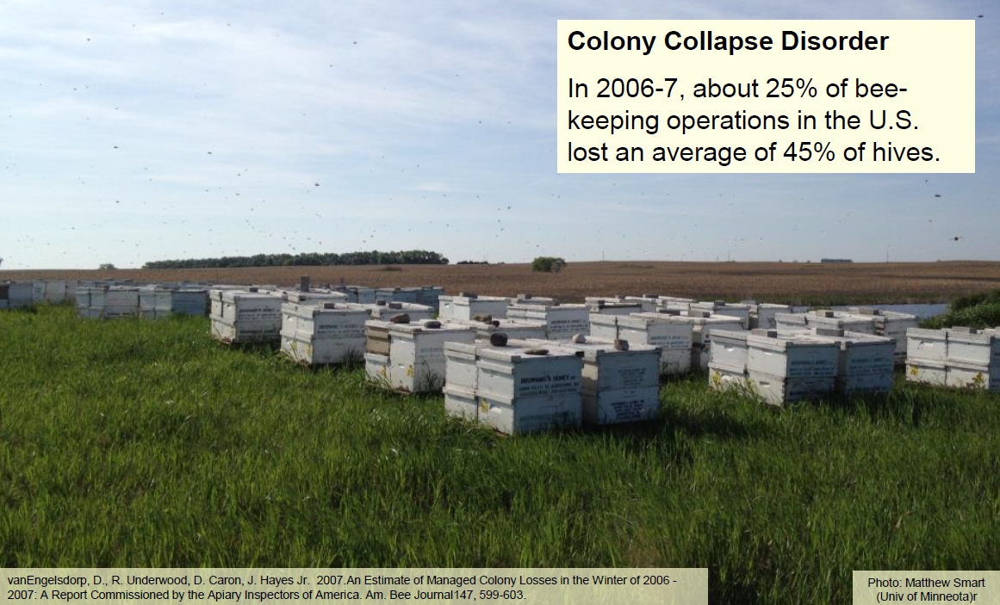 Colony Collapse Disorder
In 2006-7, about 25% of bee-
keeping operations in the U.S.
lost an average of 45% of hives.
BROWNING'S HONEY
vanEngelsdorp, D., R. Underwood, D. Caron, J. Hayes Jr.  2007.An Estimate of Managed Colony Losses in the Winter of 2006 -
2007: A Report Commissioned by the Apiary Inspectors of America. Am. Bee Journal147, 599-603.
Photo: Matthew Smart
(Univ of Minneota)r